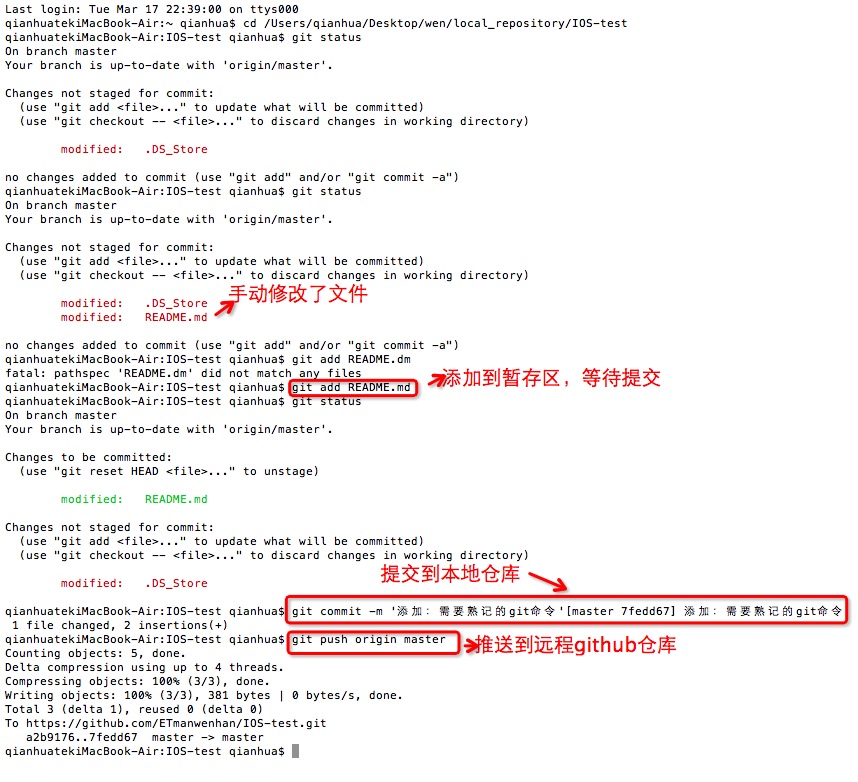 Last login: Tue Mar 17 22:39:00 on ttys000
qianhuatekiMacBook-Air:~ qianhua$ cd /Users/qianhua/Desktop/wen/local_repository/IOS-test
qianhuatekiMacBook-Air:IOS-test qianhua$ git status
On branch master
Your branch is up-to-date with 'origin/master'.
Changes not staged for commit:
(use "git add <file>..." to update what will be committed)
(use "git checkout -- <file>..." to discard changes in working directory)
modified: .DS_Store
no changes added to commit (use "git add" and/or "git commit -a")
qianhuatekiMacBook-Air:IOS-test qianhua$ git status
On branch master
Your branch is up-to-date with 'origin/master'.
Changes not staged for commit:
(use "git add <file>..." to update what will be committed)
(use "git checkout -- <file>..." to discard changes in working directory)
modified: .DS_Store
手动修改了文件
modified: README.md
no changes added to commit (use "git add" and/or "git commit -a")
qianhuatekiMacBook-Air:IOS-test qianhua$ git add README.dm
fatal: pathspec 'README.dm' did not match any files
qianhuatekiMacBook-Air:IOS-test qianhua$ git add README.md
添加到暂存区，等待提交
qianhuatekiMacBook-Air:IOS-test qianhua$ git status
On branch master
Your branch is up-to-date with 'origin/master'.
Changes to be committed:
(use "git reset HEAD <file>..." to unstage)
modified: README.md
Changes not staged for commit:
(use "git add <file>..." to update what will be committed)
(use "git checkout -- <file>..." to discard changes in working directory)
modified: .DS_Store
提交到本地仓库
qianhuatekiMacBook-Air:IOS-test qianhua$ git commit -m '添加：需要熟记的git命令'[master 7fedd67] 添加：需要熟记的git命令
1 file changed, 2 insertions(+)
qianhuatekiMacBook-Air:IOS-test qianhua$ git push origin master
推送到远程github仓库
Counting objects: 5, done.
Delta compression using up to 4 threads.
Compressing objects: 100% (3/3), done.
Writing objects: 100% (3/3), 381 bytes | 0 bytes/s, done.
Total 3 (delta 1), reused 0 (delta 0)
To https://github.com/ETmanwenhan/IOS-test.git
a2b9176..7fedd67 master -> master
qianhuatekiMacBook-Air:IOS-test qianhua$